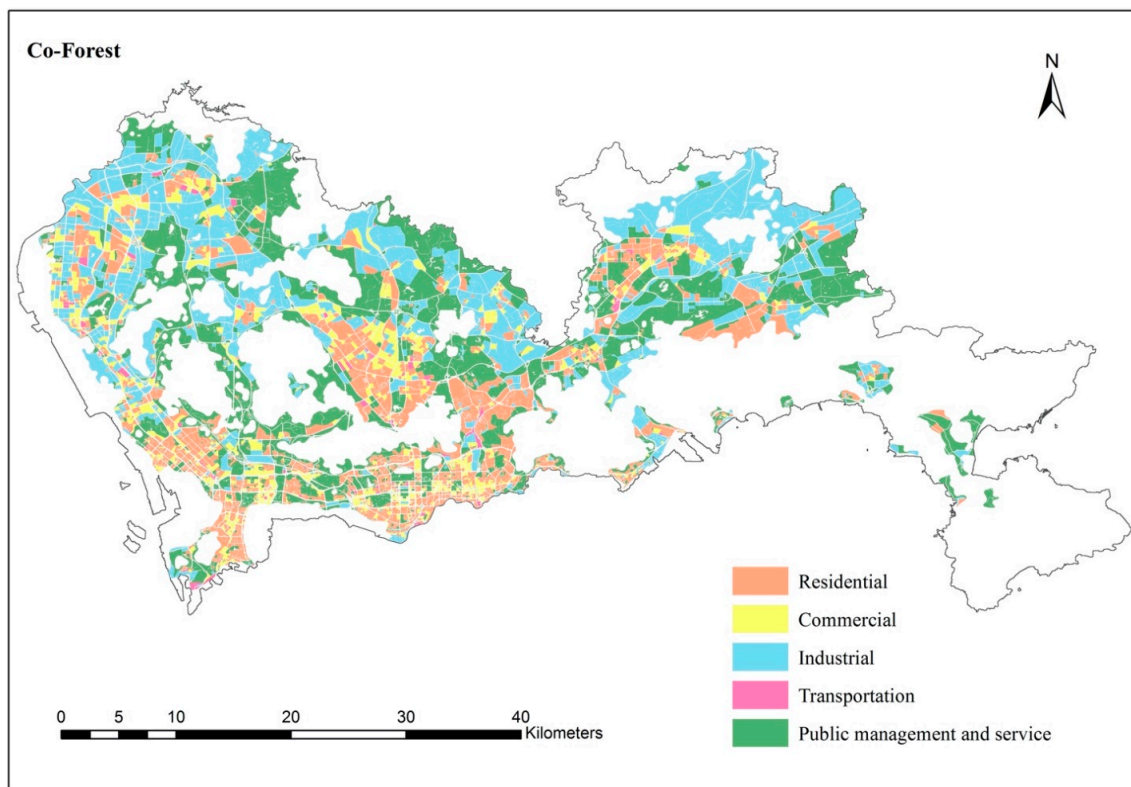 Co-Forest
N
Residential
Commercial
Industrial
Transportation
Public management and service
0 5 10 20 30 40
Kilometers